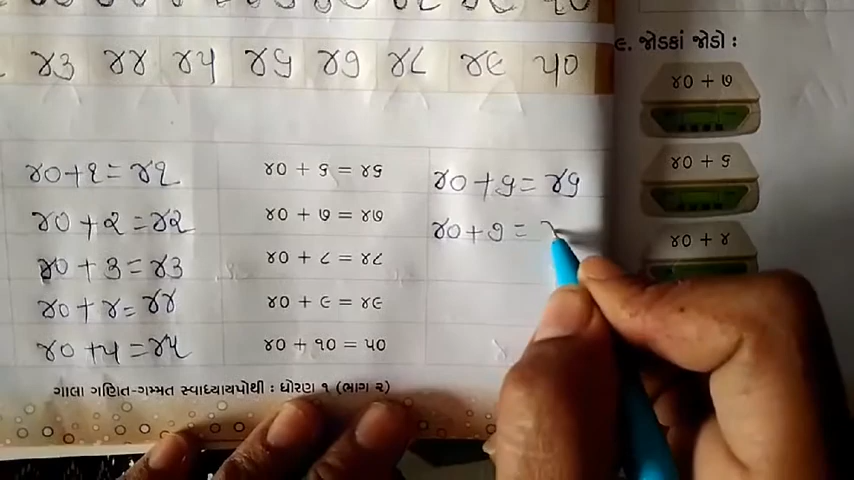 ૪૩ ૪૪ ૪૫ ૪૬ ૪૭ ૪૮ ૪૯ ૫૦
૪૦ + ૧ = ૪૧
૪૦ + ૨ = ૪૨
૪૦ + ૩ = ૪૩
૪૦ + ૪ = ૪૪
૪૦ + ૫ = ૪૫
૪૦ + ૬ = ૪૬
૪૦ + ૭ = ૪૭
૪૦ + ૮ = ૪૮
૪૦ + ૯ = ૪૯
૪૦ + ૧૦ = ૫૦
૪૦ + ૬ = ૪૬
૪૦ + ૭ =
ગાલા ગણિત-ગમ્મત સ્વાધ્યાયપોથી : ધોરણ ૧ (ભાગ ૨)
૯. જોડકાં જોડો :
૪૦ + ૭
૪૦ + ૬
૪૦ + ૪